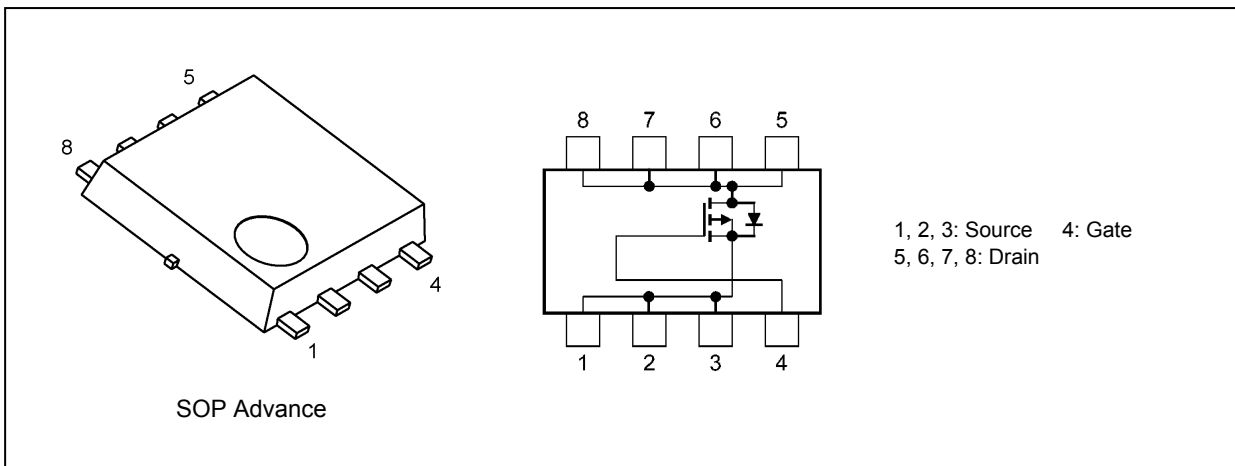 5
8
4
1
SOP Advance
8 7 6 5
1 2 3 4
1, 2, 3: Source 4: Gate
5, 6, 7, 8: Drain